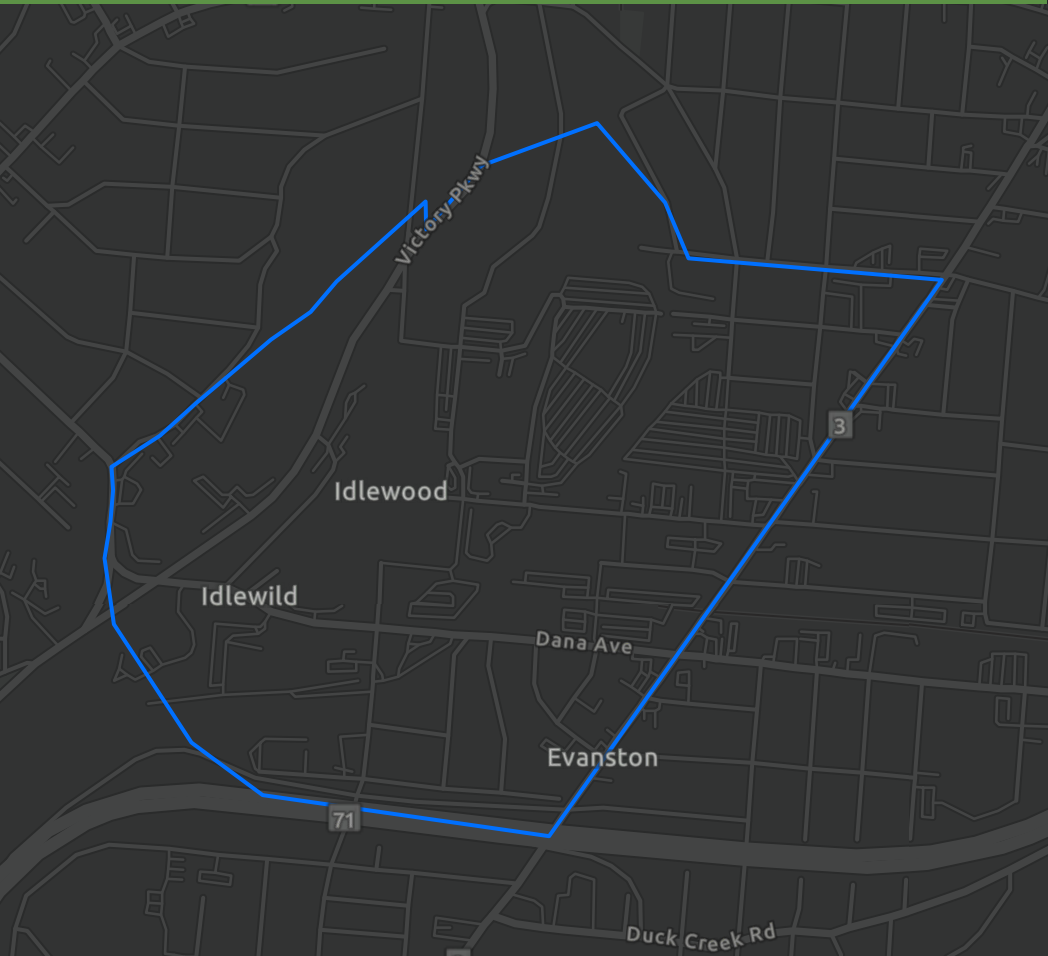 Victory Pkwy
3
Idlewood
Idlewild
Dana Ave
Evanston
71
Duck Creek Rd